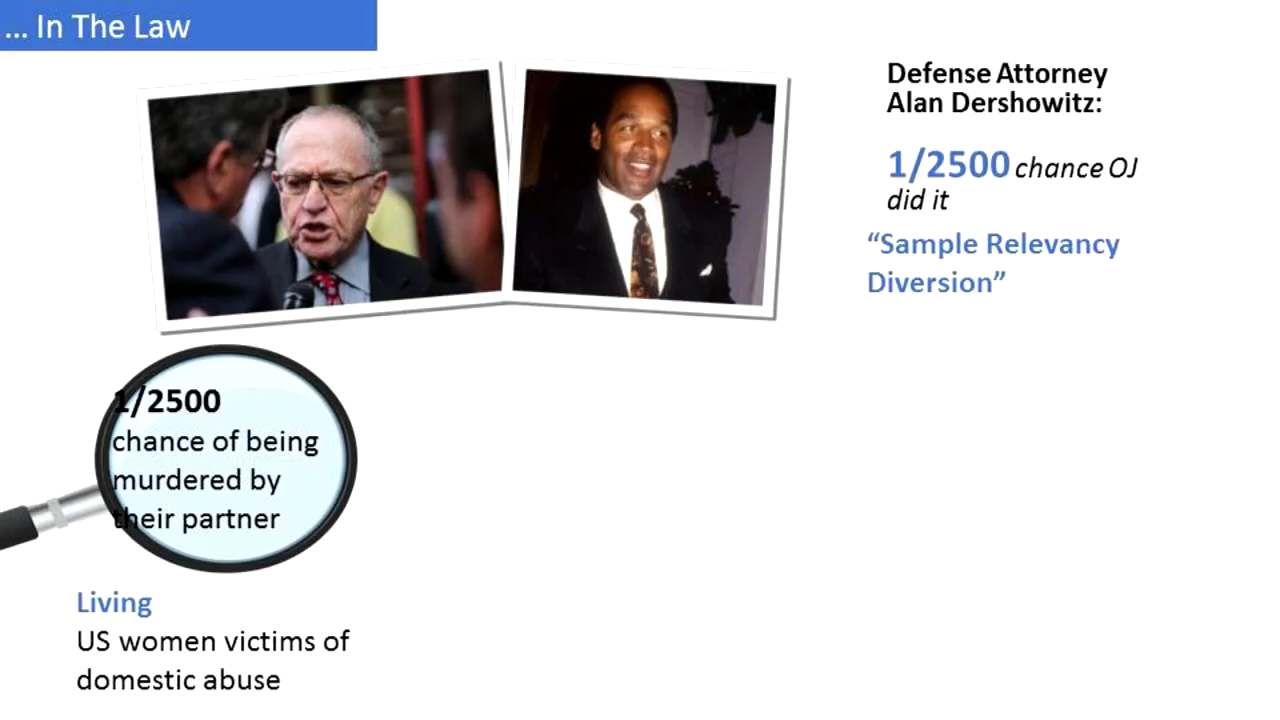 ... In The Law
Defense Attorney
Alan Dershowitz:
1/2500 chance OJ
did it
“Sample Relevancy
Diversion”
1/2500
chance of being
murdered by
their partner
Living
US women victims of
domestic abuse